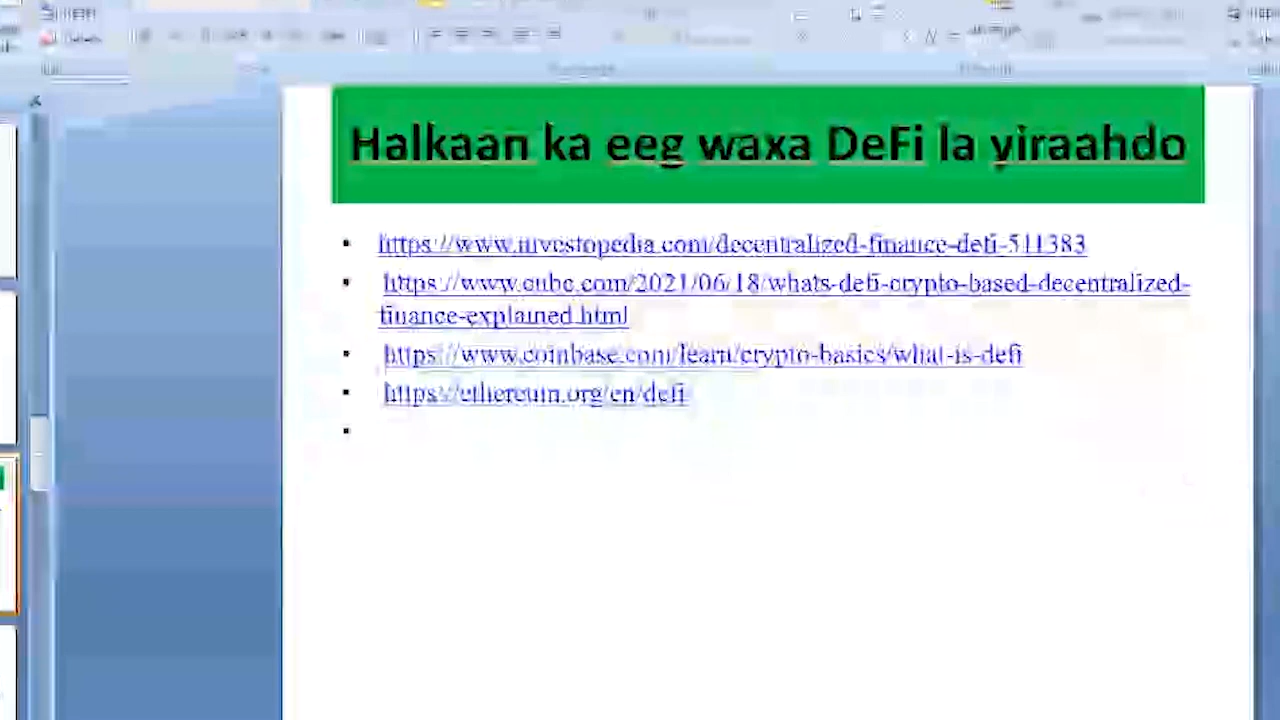 Halkaan ka eeg waxa DeFi la yiraahdo
https://www.investopedia.com/decentralized-finance-defi-511383
https://www.cnbc.com/2021/06/18/whats-defi-crypto-based-decentralized-
finance-explained.html
https://www.coinbase.com/learn/crypto-basics/what-is-defi
https://ethereum.org/en/defi